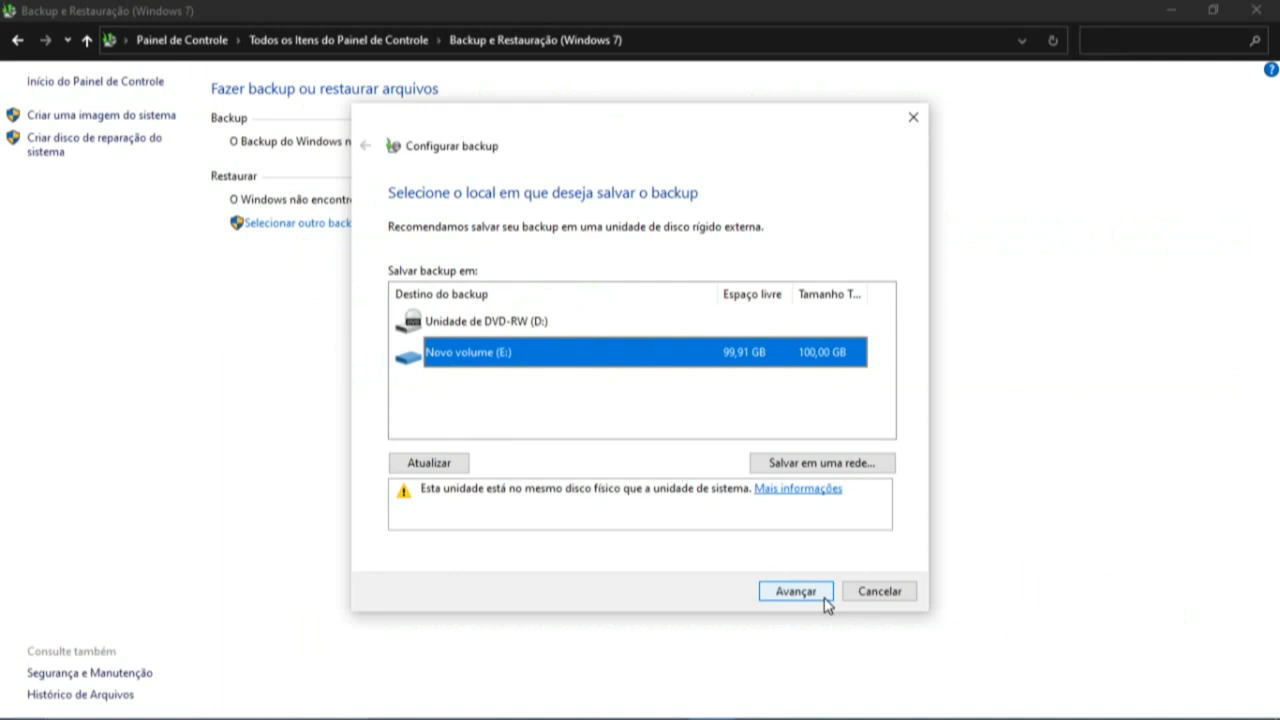 Backup e Restauração (Windows 7)
Painel de Controle › Todos os Itens do Painel de Controle › Backup e Restauração (Windows 7)
Início do Painel de Controle
Criar uma imagem do sistema
Criar disco de reparação do
sistema
Fazer backup ou restaurar arquivos
Backup
O Backup do Windows n
Restaurar
O Windows não encontr
Selecionar outro back
Configurar backup
Selecione o local em que deseja salvar o backup
Recomendamos salvar seu backup em uma unidade de disco rígido externa.
Salvar backup em:
Destino do backup Espaço livre Tamanho T...
Unidade de DVD-RW (D:)
Novo volume (E:) 99,91 GB 100,00 GB
Atualizar Salvar em uma rede...
Esta unidade está no mesmo disco físico que a unidade de sistema. Mais informações
Avançar Cancelar
Consulte também
Segurança e Manutenção
Histórico de Arquivos